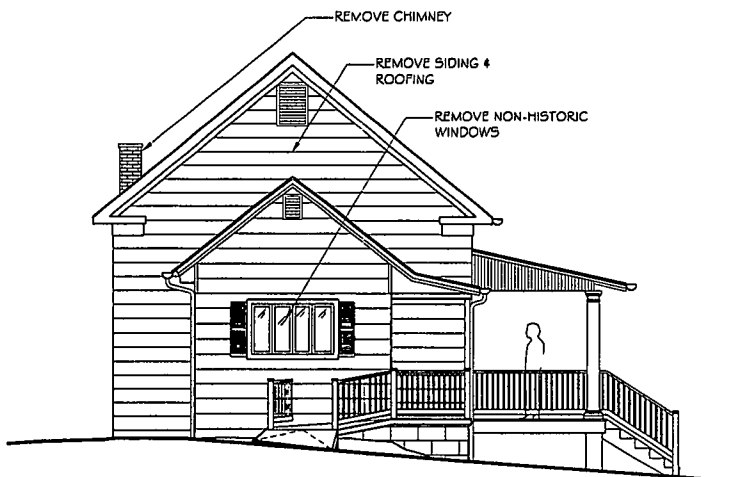 REMOVE CHIMNEY
REMOVE SIDING &
ROOFING
REMOVE NON-HISTORIC
WINDOWS